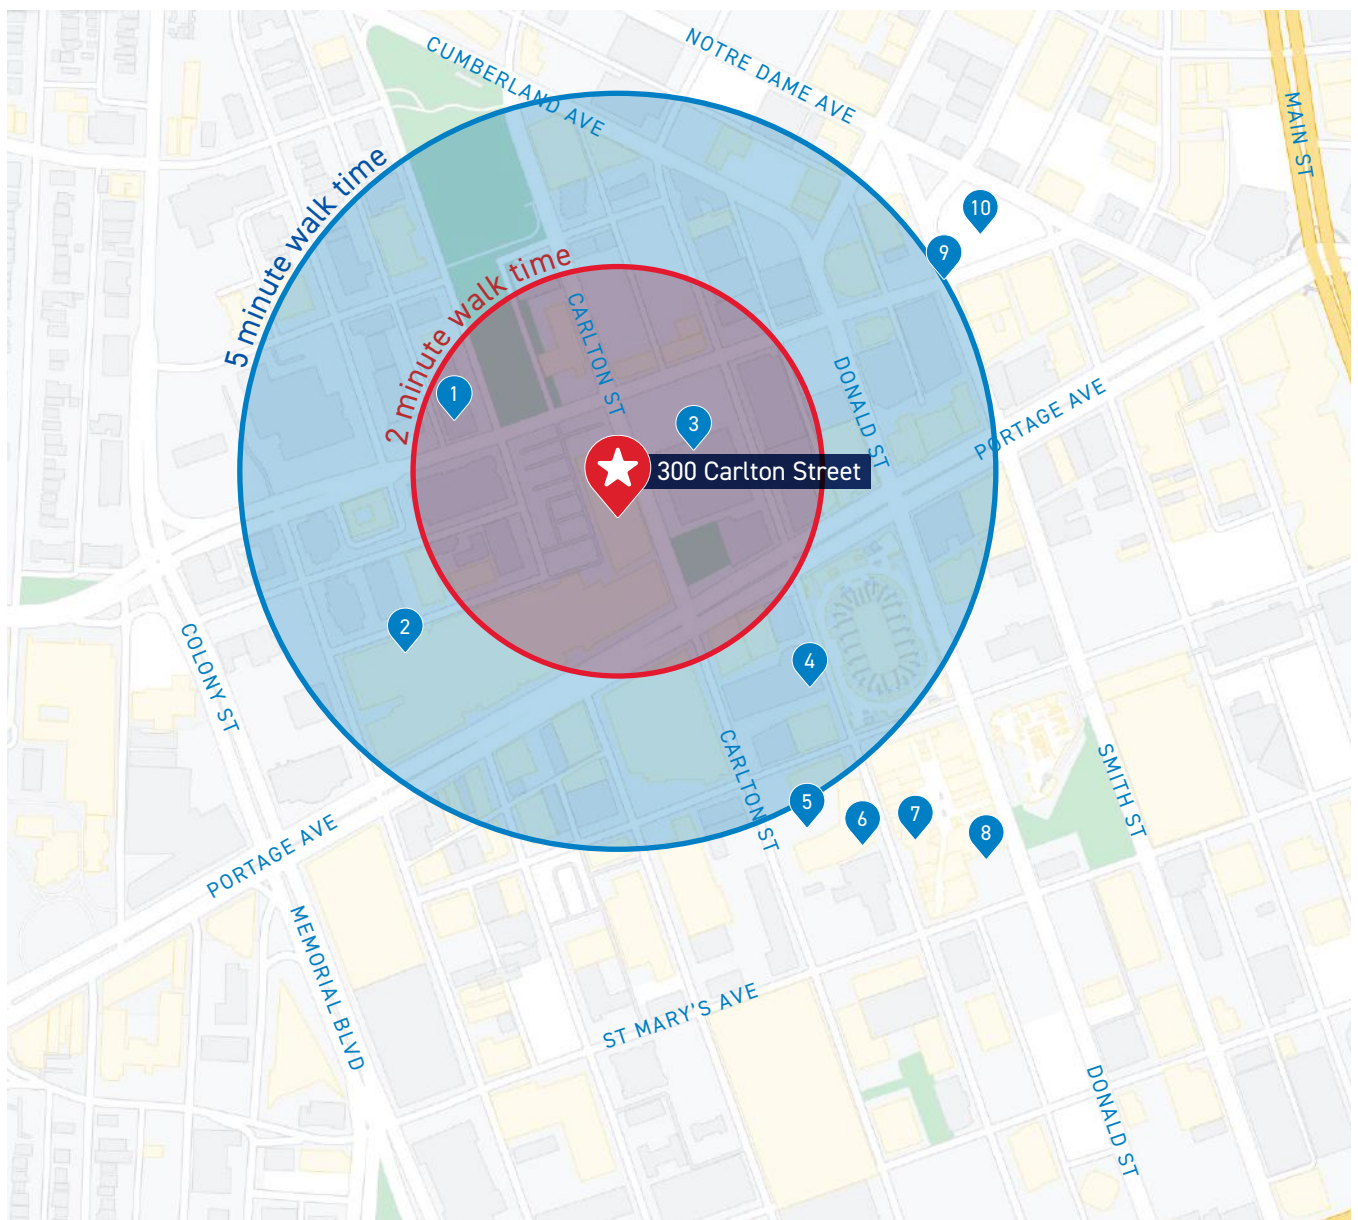 CUMBERLAND AVE
NOTRE DAME AVE
MAIN ST
5 minute walk time
10
9
2 minute walk time
CARLTON ST
DONALD ST
PORTAGE AVE
1
3
300 Carlton Street
2
COLONY ST
4
CARLTON ST
SMITH ST
5
6
7
8
PORTAGE AVE
MEMORIAL BLVD
ST MARY'S AVE
DONALD ST